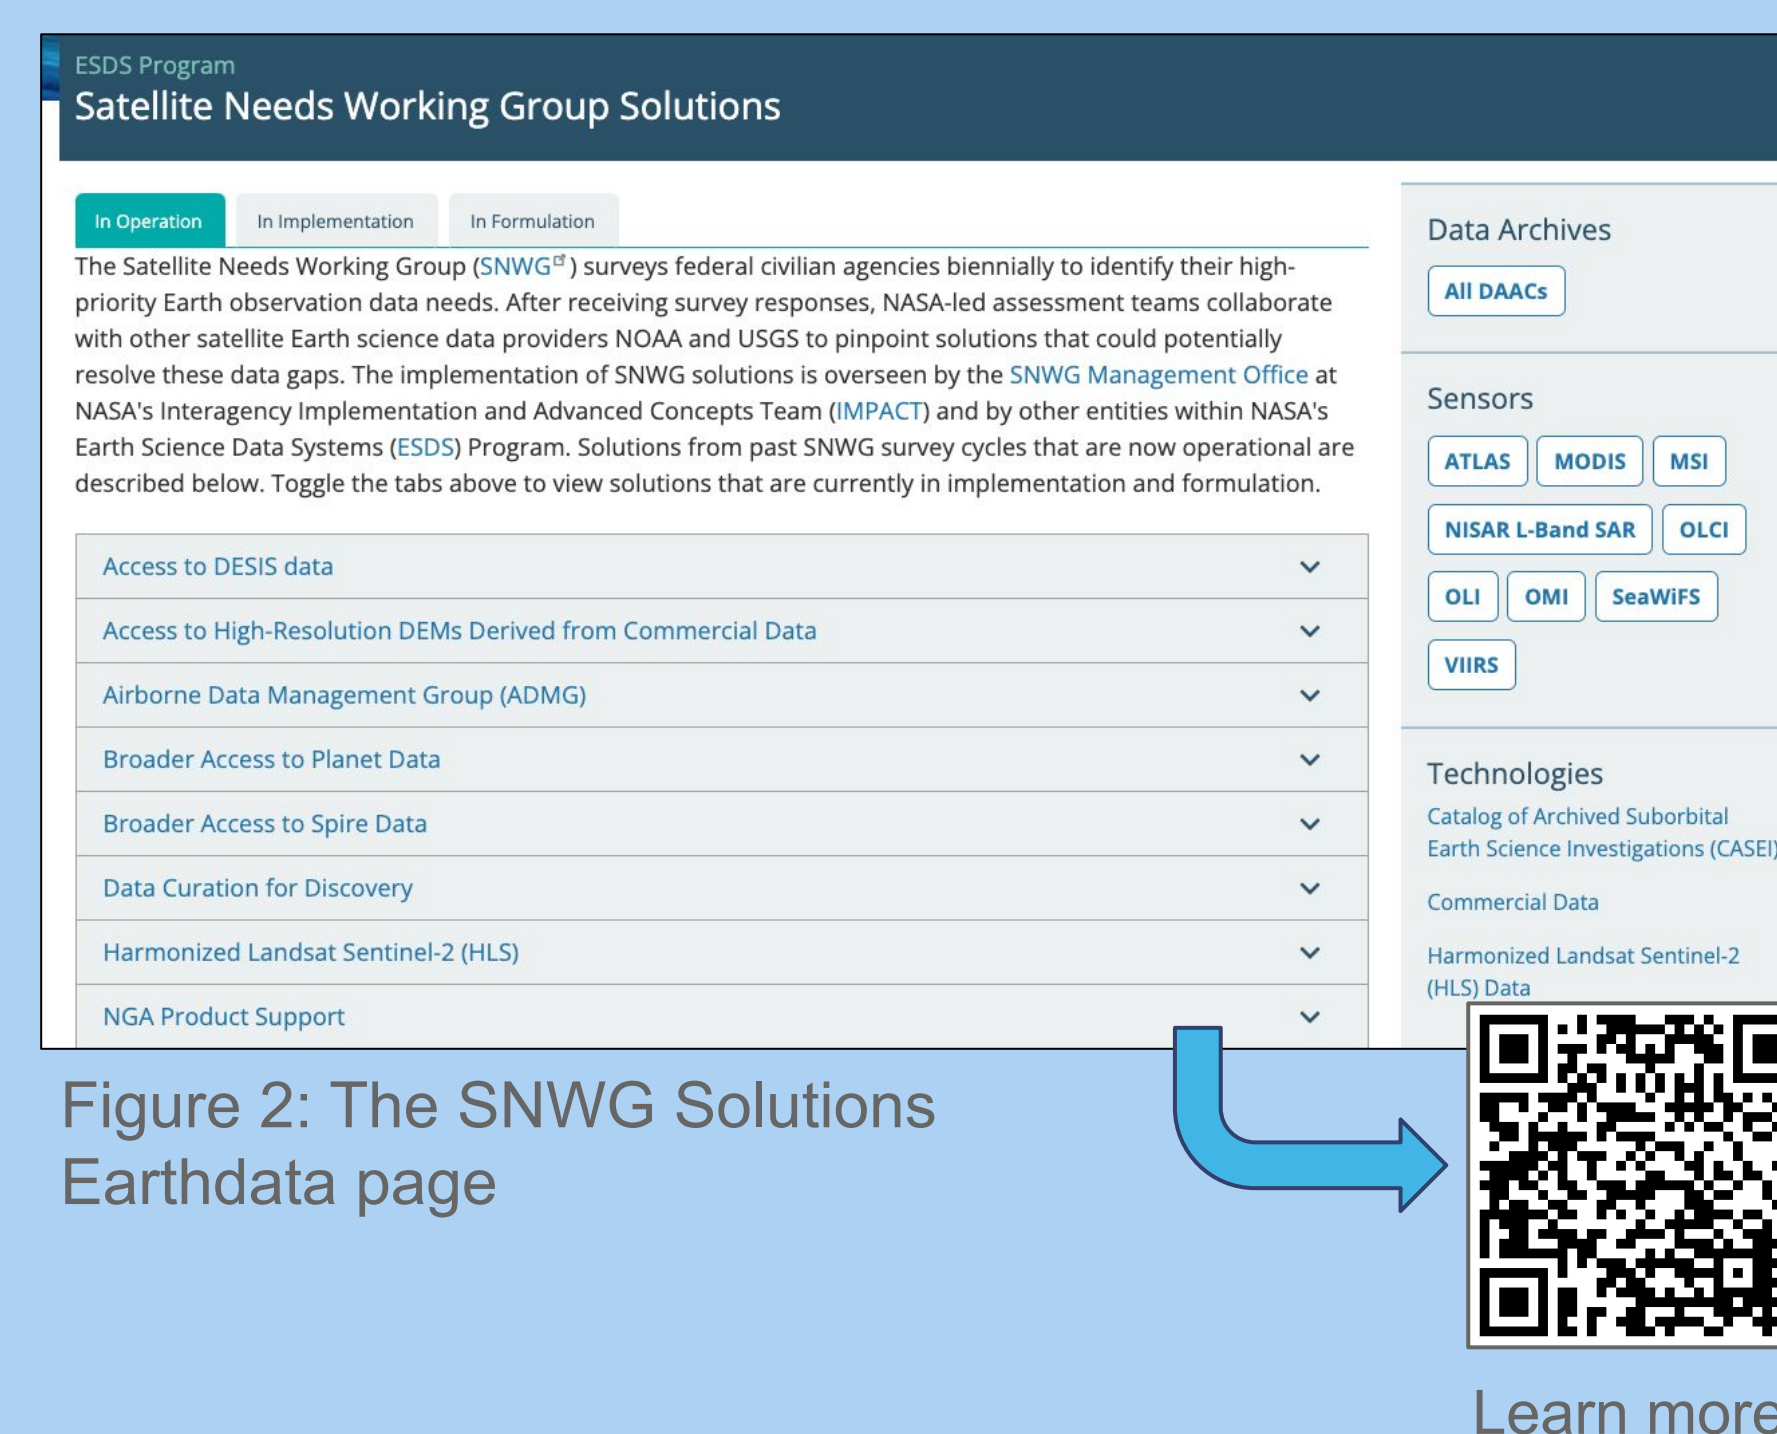 ESDS Program
Satellite Needs Working Group Solutions
In Operation
In Implementation
In Formulation
The Satellite Needs Working Group (SNWG) surveys federal civilian agencies biennially to identify their high-
priority Earth observation data needs. After receiving survey responses, NASA-led assessment teams collaborate
with other satellite Earth science data providers NOAA and USGS to pinpoint solutions that could potentially
resolve these data gaps. The implementation of SNWG solutions is overseen by the SNWG Management Office at
NASA's Interagency Implementation and Advanced Concepts Team (IMPACT) and by other entities within NASA's
Earth Science Data Systems (ESDS) Program. Solutions from past SNWG survey cycles that are now operational are
described below. Toggle the tabs above to view solutions that are currently in implementation and formulation.
Access to DESIS data
Access to High-Resolution DEMs Derived from Commercial Data
Airborne Data Management Group (ADMG)
Broader Access to Planet Data
Broader Access to Spire Data
Data Curation for Discovery
Harmonized Landsat Sentinel-2 (HLS)
NGA Product Support
Data Archives
All DAACs
Sensors
ATLAS MODIS MSI
NISAR L-Band SAR OLCI
OLI OMI SeaWiFS
VIIRS
Technologies
Catalog of Archived Suborbital
Earth Science Investigations (CASEI)
Commercial Data
Harmonized Landsat Sentinel-2
(HLS) Data
Figure 2: The SNWG Solutions
Earthdata page
Learn more